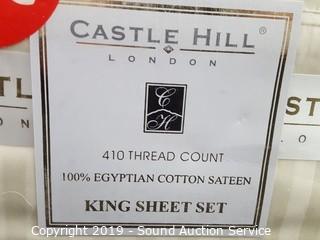 CASTLE HILL®
LONDON
C
H
410 THREAD COUNT
100% EGYPTIAN COTTON SATEEN
KING SHEET SET
Copyright 2019 - Sound Auction Service